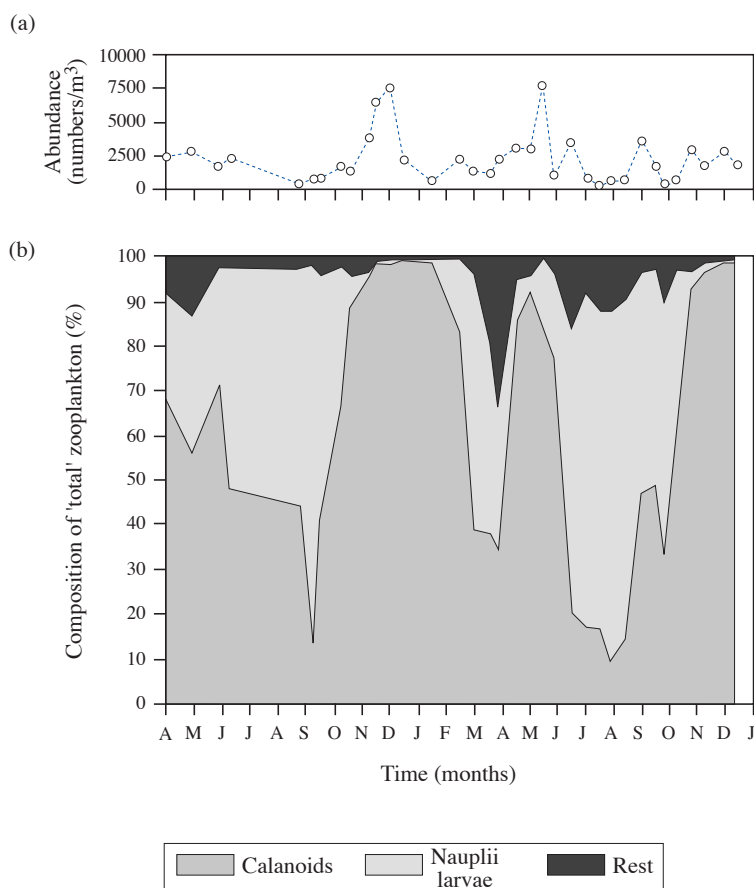 (a)
10000
7500
5000
2500
0
Abundance
(numbers/m³)
(b)
100
90
80
70
60
50
40
30
20
10
0
Composition of 'total' zooplankton (%)
A M J J A S O N D J F M A M J J A S O N D J
Time (months)
Calanoids
Nauplii
larvae
Rest